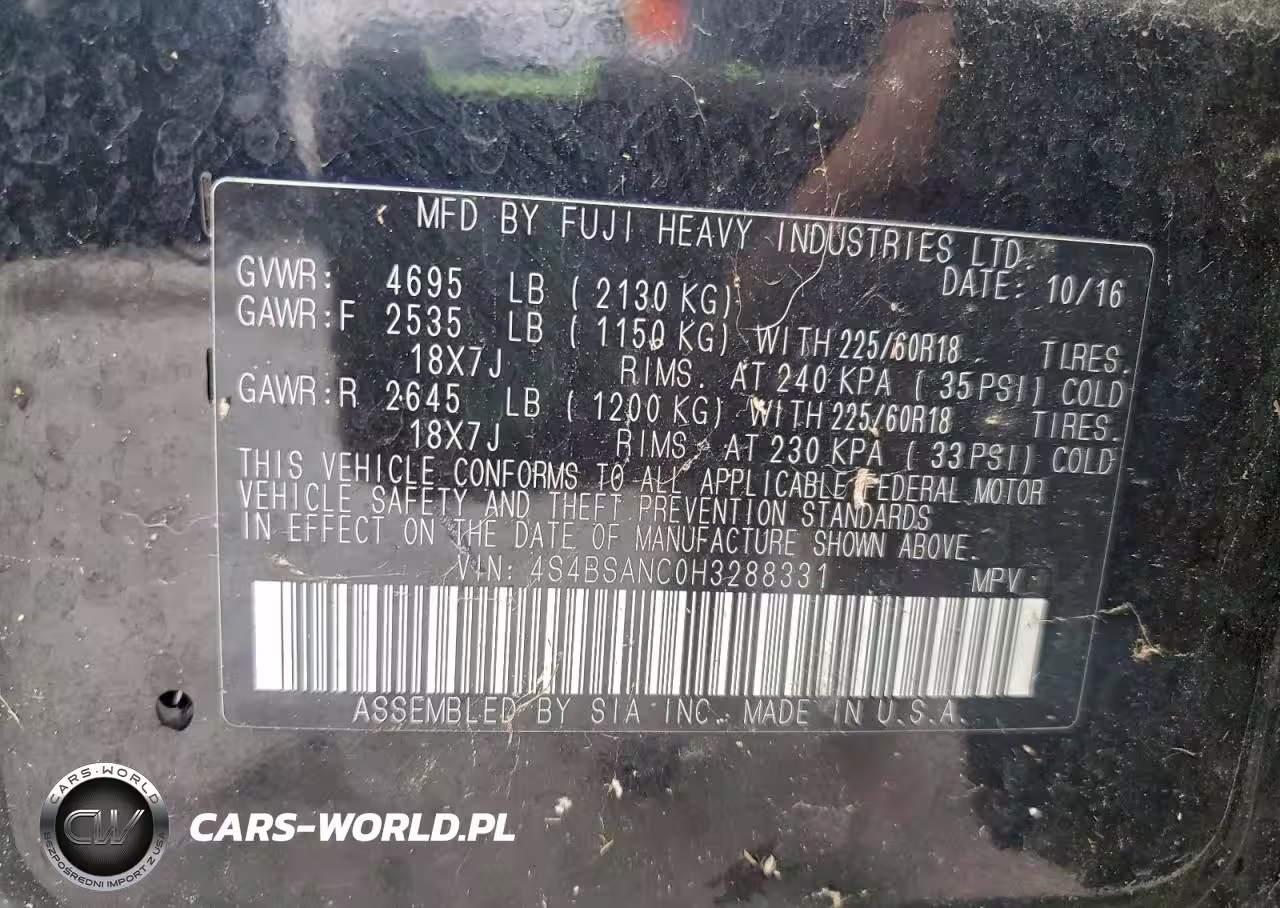 MFD BY FUJI HEAVY INDUSTRIES LTD
DATE: 10/16
GVWR: 4695 LB ( 2130 KG)
GAWR:F 2535 LB ( 1150 KG) WITH 225/60R18 TIRES.
18X7J RIMS. AT 240 KPA ( 35PSI) COLD
GAWR:R 2645 LB ( 1200 KG) WITH 225/60R18 TIRES.
18X7J RIMS. AT 230 KPA ( 33PSI) COLD
THIS VEHICLE CONFORMS TO ALL APPLICABLE FEDERAL MOTOR
VEHICLE SAFETY AND THEFT PREVENTION STANDARDS
IN EFFECT ON THE DATE OF MANUFACTURE SHOWN ABOVE.
VIN: 4S4BSANC0H3288331 MPV
ASSEMBLED BY SIA INC. MADE IN U.S.A.
CARS-WORLD
CW
BEZPOŚREDNI IMPORT Z USA
CARS-WORLD.PL